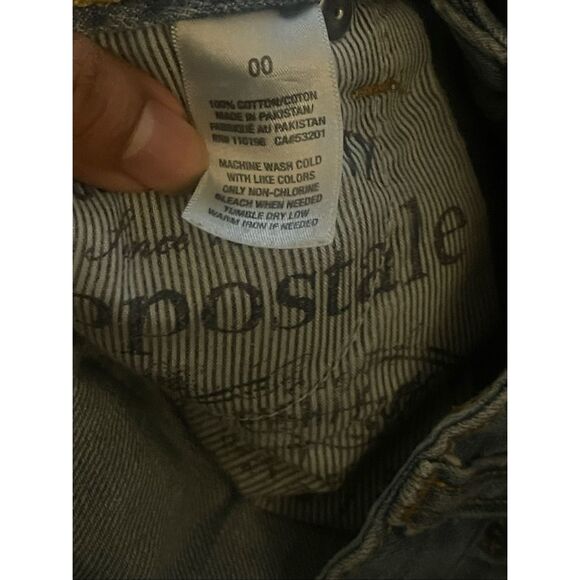 00
100% COTTON/COTON
MADE IN PAKISTAN/
FABRIQUÉ AU PAKISTAN
RN# 110196 CA#53201
MACHINE WASH COLD
WITH LIKE COLORS
ONLY NON-CHLORINE
BLEACH WHEN NEEDED
TUMBLE DRY LOW
WARM IRON IF NEEDED
Since
postale